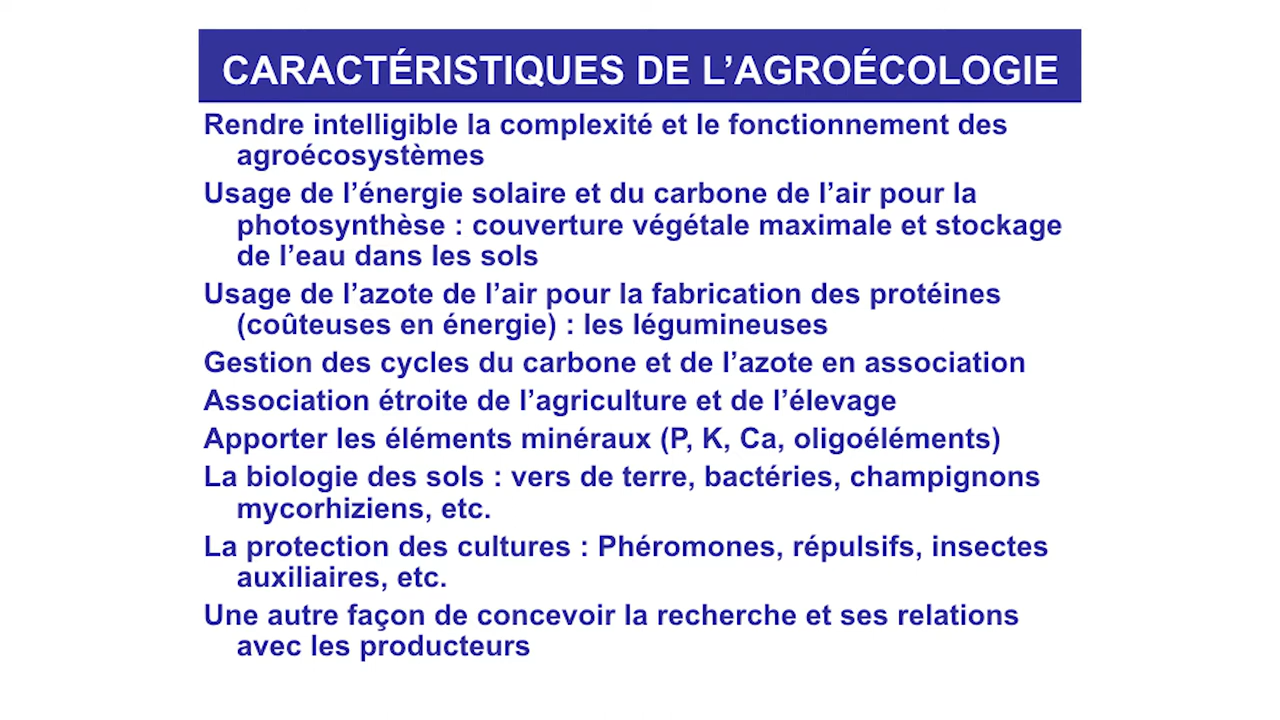 CARACTÉRISTIQUES DE L’AGROÉCOLOGIE
Rendre intelligible la complexité et le fonctionnement des
agroécosystèmes
Usage de l’énergie solaire et du carbone de l’air pour la
photosynthèse : couverture végétale maximale et stockage
de l’eau dans les sols
Usage de l’azote de l’air pour la fabrication des protéines
(coûteuses en énergie) : les légumineuses
Gestion des cycles du carbone et de l’azote en association
Association étroite de l’agriculture et de l’élevage
Apporter les éléments minéraux (P, K, Ca, oligoéléments)
La biologie des sols : vers de terre, bactéries, champignons
mycorhiziens, etc.
La protection des cultures : Phéromones, répulsifs, insectes
auxiliaires, etc.
Une autre façon de concevoir la recherche et ses relations
avec les producteurs